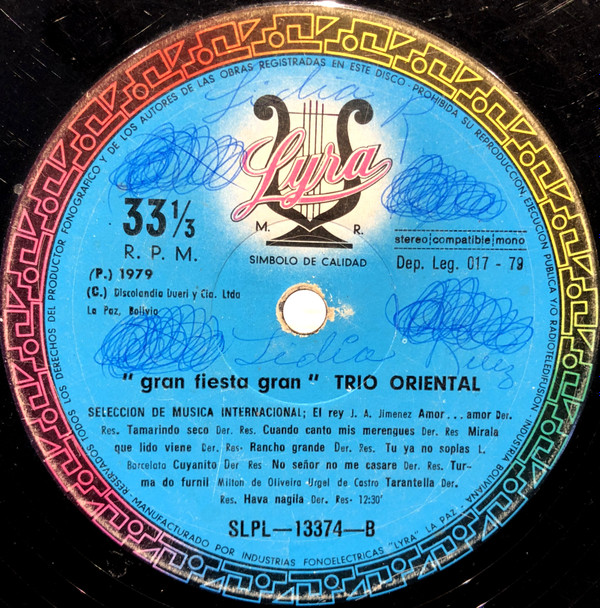 RESERVADOS TODOS LOS DERECHOS DEL PRODUCTOR FONOGRAFICO Y DE LOS AUTORES DE LAS OBRAS REGISTRADAS EN ESTE DISCO - PROHIBIDA SU REPRODUCCION, EJECUCION PUBLICA Y/O RADIOTELEDIFUSION INDUSTRIA BOLIVIANA
Lidia R
Lyra
M. R.
SIMBOLO DE CALIDAD
33 1/3
R. P. M.
(P.) 1979
(C.) Discolandia Dueri y Cia. Ltda
La Paz, Bolivia
stereo|compatible|mono
Dep. Leg. 017 - 79
Lidia Ruiz
"gran fiesta gran" TRIO ORIENTAL
SELECCION DE MUSICA INTERNACIONAL; El rey J. A. Jimenez Amor...amor Der.
Res. Tamarindo seco Der. Res. Cuando canto mis merengues Der. Res Mirala
que lido viene Der. Res- Rancho grande Der. Res. Tu ya no soplas L.
Barcelata Cuyanito Der Res No señor no me casare Der. Res. Tur-
ma do furnil Milton de Oliveira Urgel de Castro Tarantella Der.
Res. Hava nagila Der. Res- 12:30'
SLPL—13374—B
MANUFACTURADO POR INDUSTRIAS FONOELECTRICAS "LYRA" LA PAZ